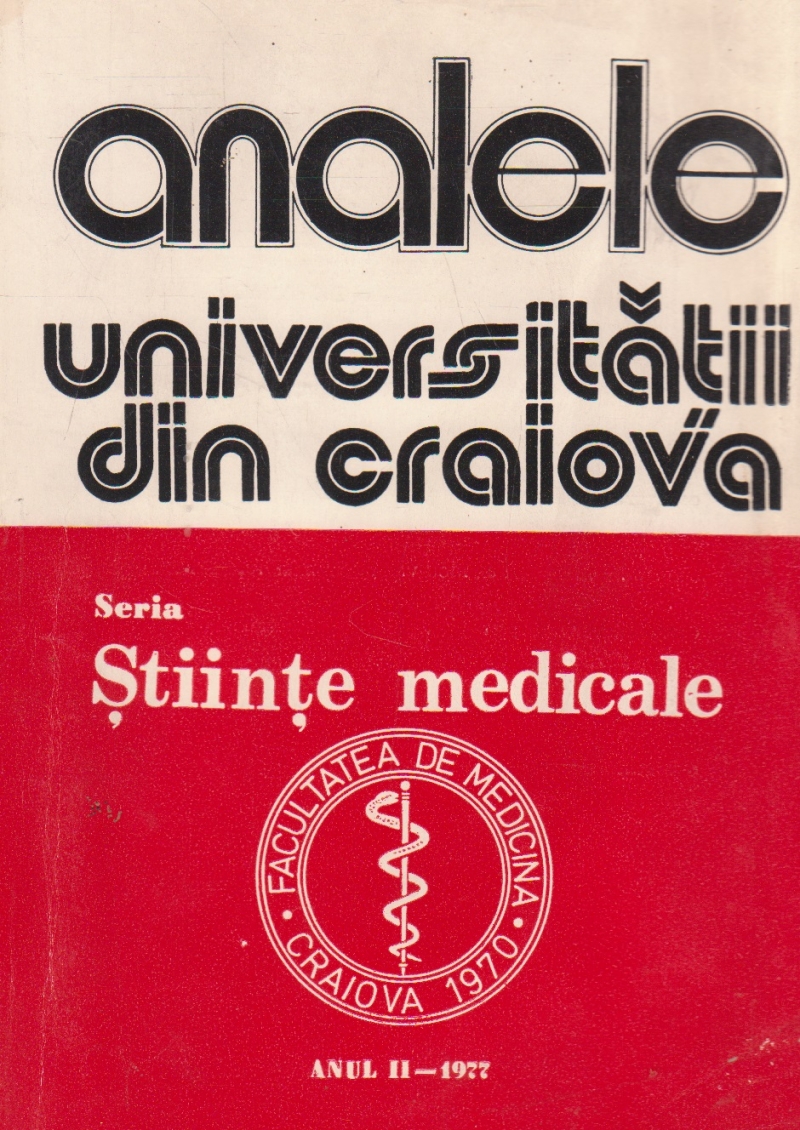 analele
universității
din craiova
Seria
Științe medicale
FACULTATEA DE MEDICINA
• CRAIOVA 1970 •
ANUL II — 1977